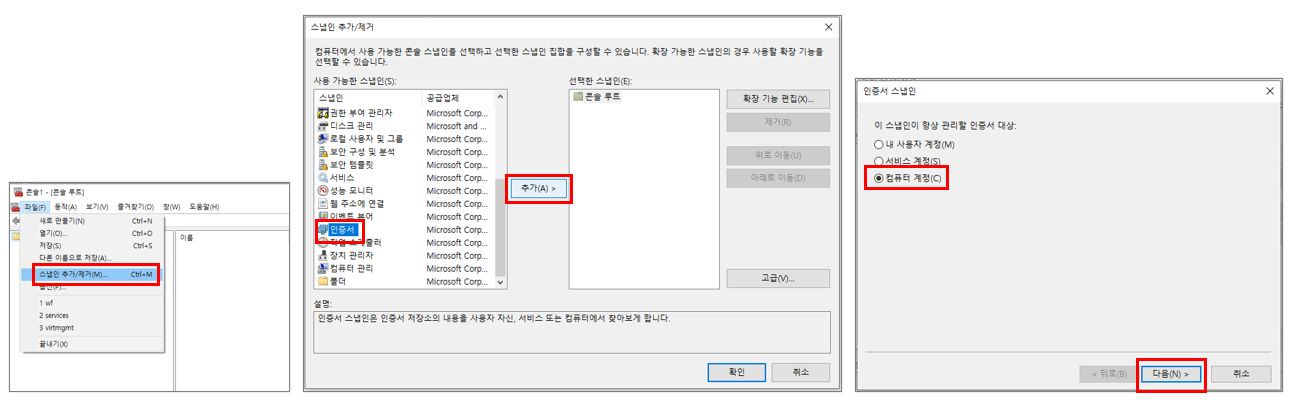 콘솔1 - [콘솔 루트]
파일(F) 동작(A) 보기(V) 즐겨찾기(O) 창(W) 도움말(H)
새로 만들기(N) Ctrl+N
열기(O)... Ctrl+O
저장(S) Ctrl+S
다른 이름으로 저장(A)...
스냅인 추가/제거(M)... Ctrl+M
옵션(P)...
1 wf
2 services
3 virtmgmt
끝내기(X)
이름
스냅인 추가/제거
컴퓨터에서 사용 가능한 콘솔 스냅인을 선택하고 선택한 스냅인 집합을 구성할 수 있습니다. 확장 가능한 스냅인의 경우 사용할 확장 기능을
선택할 수 있습니다.
사용 가능한 스냅인(S):
스냅인 공급업체
권한 부여 관리자 Microsoft Corp...
디스크 관리 Microsoft and ...
로컬 사용자 및 그룹 Microsoft Corp...
보안 구성 및 분석 Microsoft Corp...
보안 템플릿 Microsoft Corp...
서비스 Microsoft Corp...
성능 모니터 Microsoft Corp...
웹 주소에 연결 Microsoft Corp...
이벤트 뷰어 Microsoft Corp...
인증서 Microsoft Corp...
작업 스케줄러 Microsoft Corp...
장치 관리자 Microsoft Corp...
컴퓨터 관리 Microsoft Corp...
폴더 Microsoft Corp...
추가(A) >
선택한 스냅인(E):
콘솔 루트
확장 기능 편집(X)...
제거(R)
위로 이동(U)
아래로 이동(D)
고급(V)...
설명:
인증서 스냅인은 인증서 저장소의 내용을 사용자 자신, 서비스 또는 컴퓨터에서 찾아보게 합니다.
확인 취소
인증서 스냅인
이 스냅인이 항상 관리할 인증서 대상:
내 사용자 계정(M)
서비스 계정(S)
컴퓨터 계정(C)
< 위로(B) 다음(N) > 취소